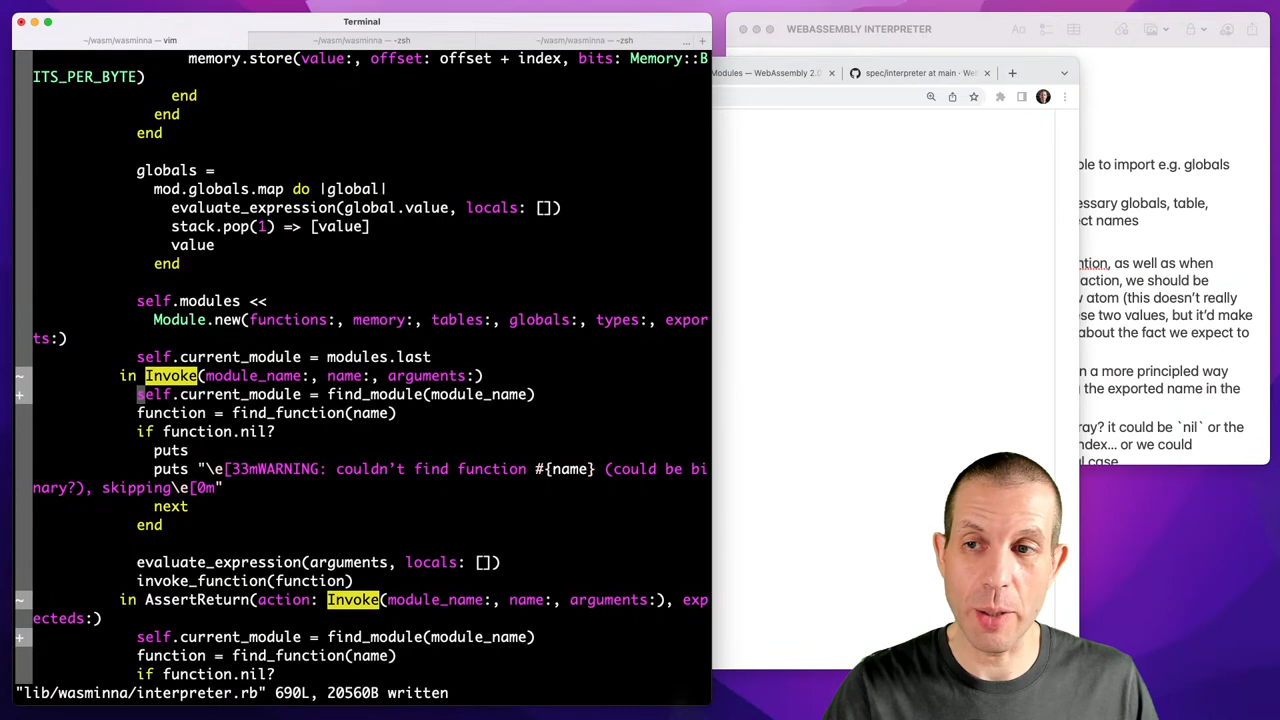 Terminal
~/wasm/wasminna — vim
~/wasm/wasminna — -zsh
~/wasm/wasminna — -zsh
... +
memory.store(value:, offset: offset + index, bits: Memory::B
ITS_PER_BYTE)
end
end
end
globals =
mod.globals.map do |global|
evaluate_expression(global.value, locals: [])
stack.pop(1) => [value]
value
end
self.modules <<
Module.new(functions:, memory:, tables:, globals:, types:, expor
ts:)
self.current_module = modules.last
~ in Invoke(module_name:, name:, arguments:)
+ self.current_module = find_module(module_name)
function = find_function(name)
if function.nil?
puts
puts "\e[33mWARNING: couldn't find function #{name} (could be bi
nary?), skipping\e[0m"
next
end
evaluate_expression(arguments, locals: [])
invoke_function(function)
~ in AssertReturn(action: Invoke(module_name:, name:, arguments:), exp
ecteds:)
+ self.current_module = find_module(module_name)
function = find_function(name)
if function.nil?
"lib/wasminna/interpreter.rb" 690L, 20560B written
WEBASSEMBLY INTERPRETER
Aa
Modules — WebAssembly 2.0
spec/interpreter at main · We
ble to import e.g. globals
essary globals, table,
ect names
ntion, as well as when
action, we should be
w atom (this doesn't really
ese two values, but it'd make
about the fact we expect to
n a more principled way
g the exported name in the
ray? it could be `nil` or the
ndex... or we could
al case